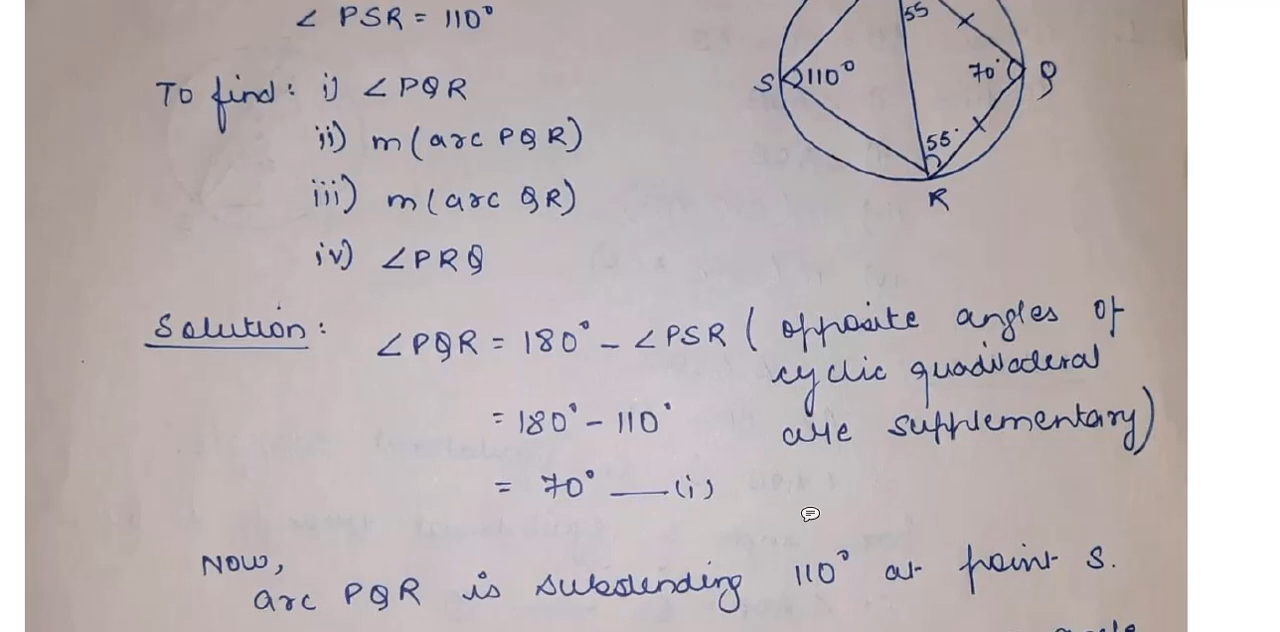 ∠ PSR = 110°
55
To find: i) ∠PQR
S 110° 70° Q
ii) m(arc PQR)
55°
iii) m(arc QR)
R
iv) ∠PRQ
Solution: ∠PQR = 180° - ∠PSR ( opposite angles of
cyclic quadrilateral
= 180° - 110° are supplementary)
= 70° —(i)
Now,
arc PQR is subtending 110° at point S.
angle